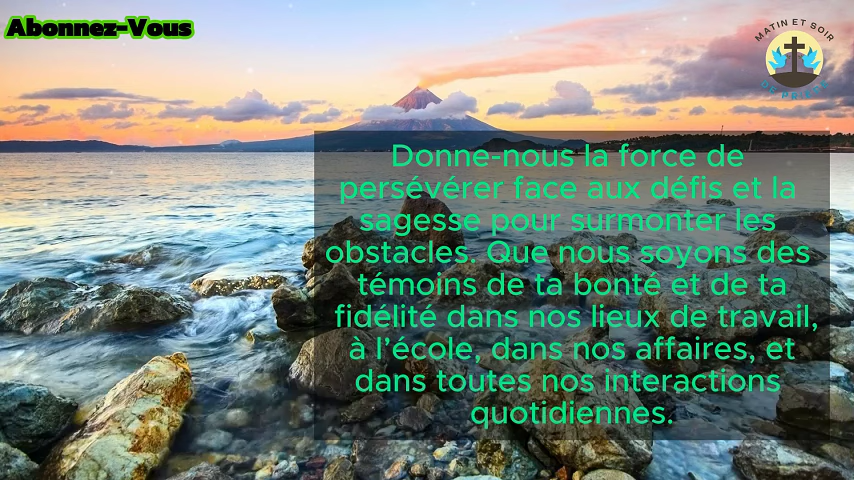 Abonnez-Vous
MATIN ET SOIR
DE PRIÈRE
Donne-nous la force de
persévérer face aux défis et la
sagesse pour surmonter les
obstacles. Que nous soyons des
témoins de ta bonté et de ta
fidélité dans nos lieux de travail,
à l'école, dans nos affaires, et
dans toutes nos interactions
quotidiennes.